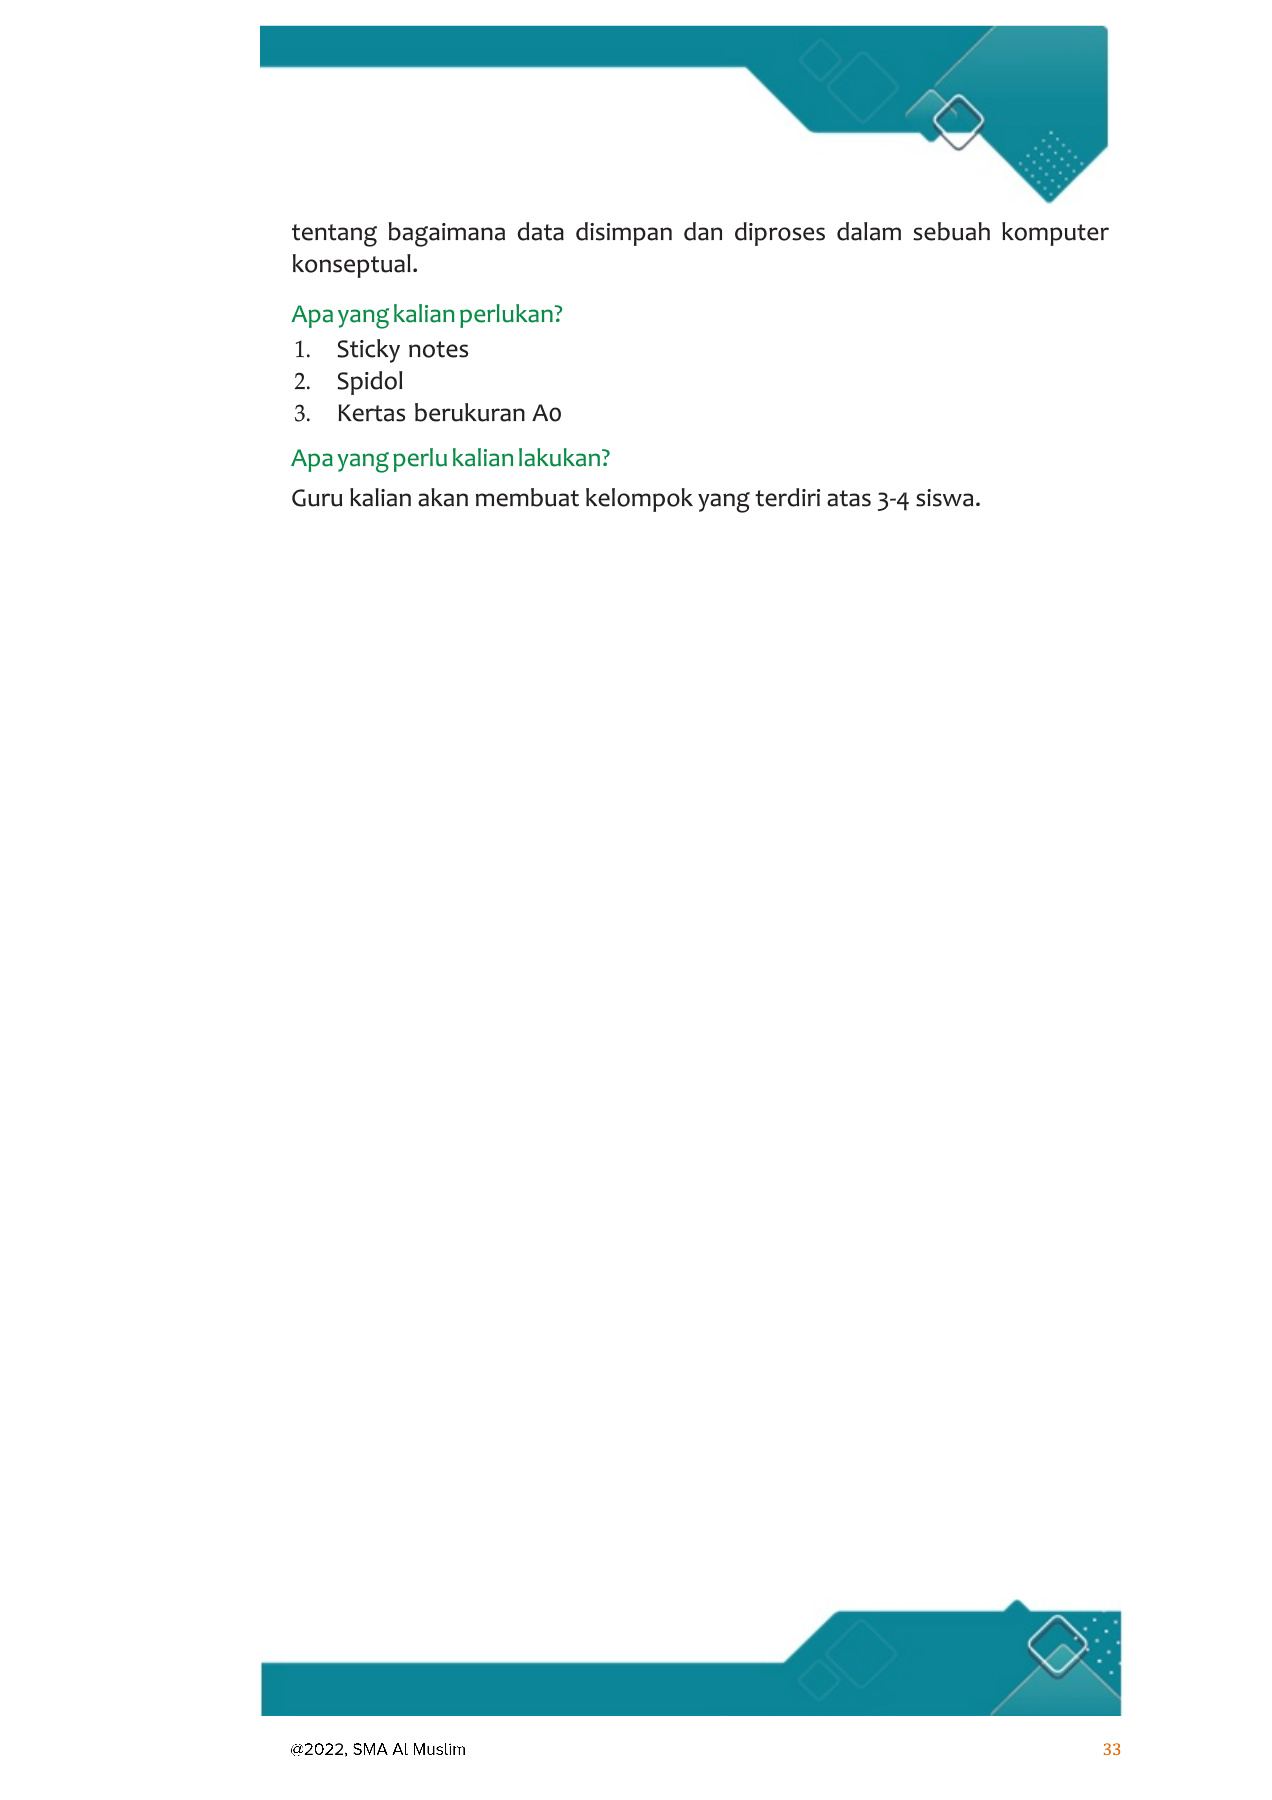 tentang bagaimana data disimpan dan diproses dalam sebuah komputer
konseptual.
Apa yang kalian perlukan?
1. Sticky notes
2. Spidol
3. Kertas berukuran A0
Apa yang perlu kalian lakukan?
Guru kalian akan membuat kelompok yang terdiri atas 3-4 siswa.
@2022, SMA Al Muslim
33